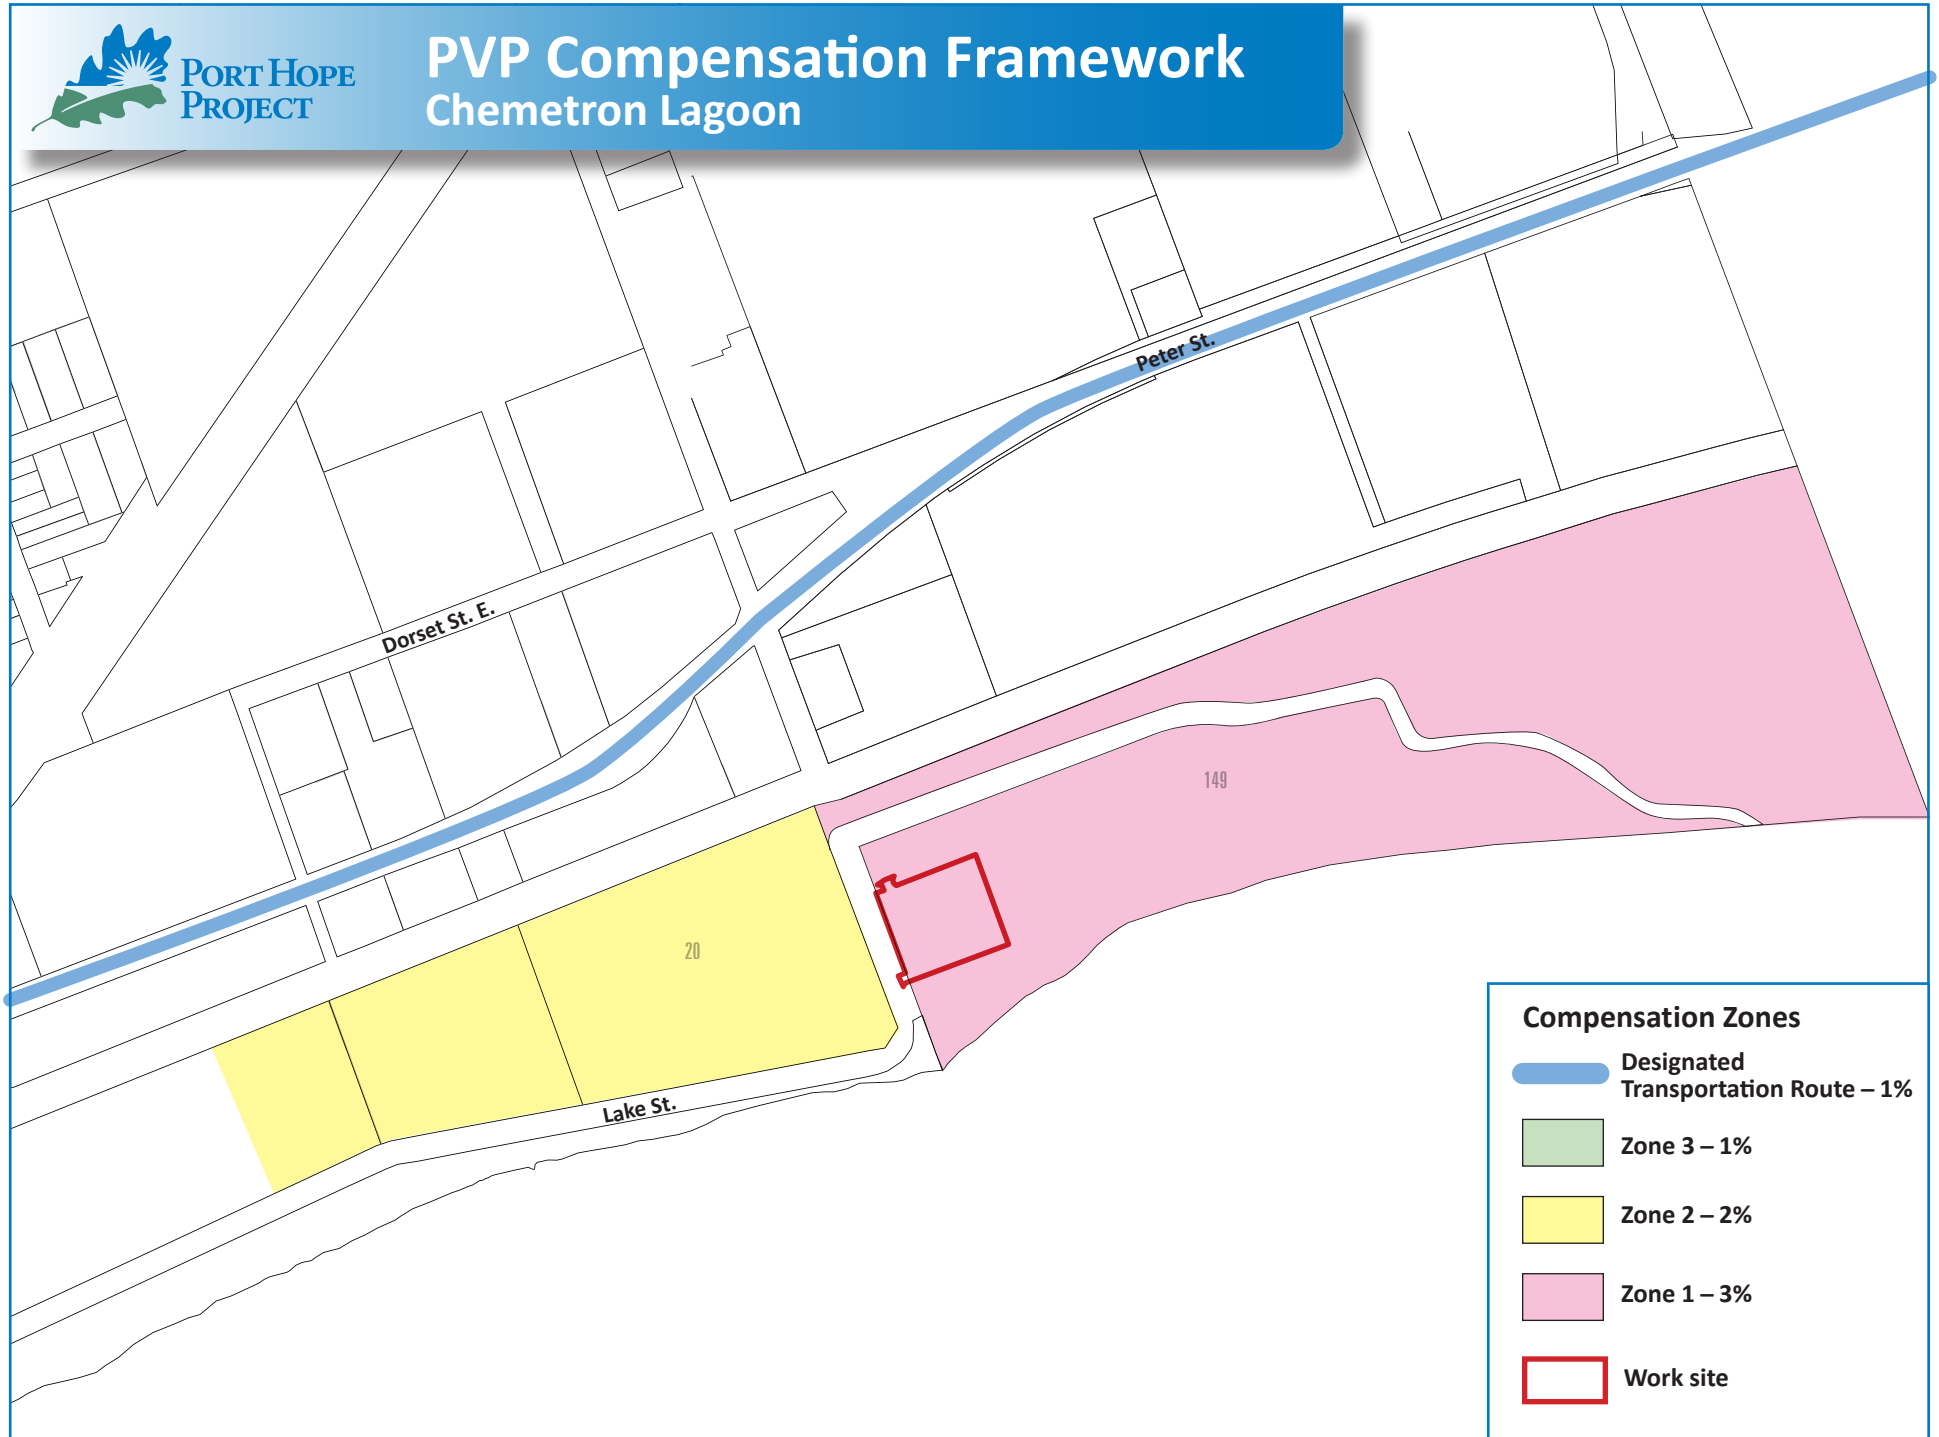 PORT HOPE
PROJECT
PVP Compensation Framework
Chemetron Lagoon
Peter St.
Dorset St. E.
149
20
Lake St.
Compensation Zones
Designated
Transportation Route – 1%
Zone 3 – 1%
Zone 2 – 2%
Zone 1 – 3%
Work site